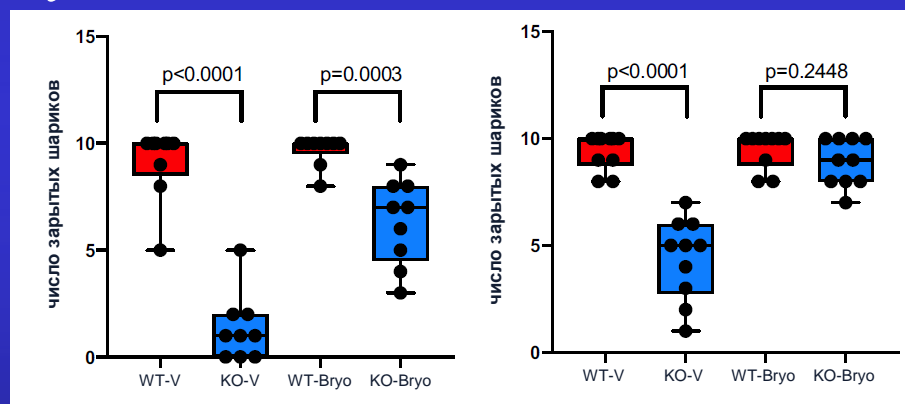 число зарытых шариков
15
10
5
0
p<0.0001
p=0.0003
WT-V
KO-V
WT-Bryo
KO-Bryo
число зарытых шариков
15
10
5
0
p<0.0001
p=0.2448
WT-V
KO-V
WT-Bryo
KO-Bryo